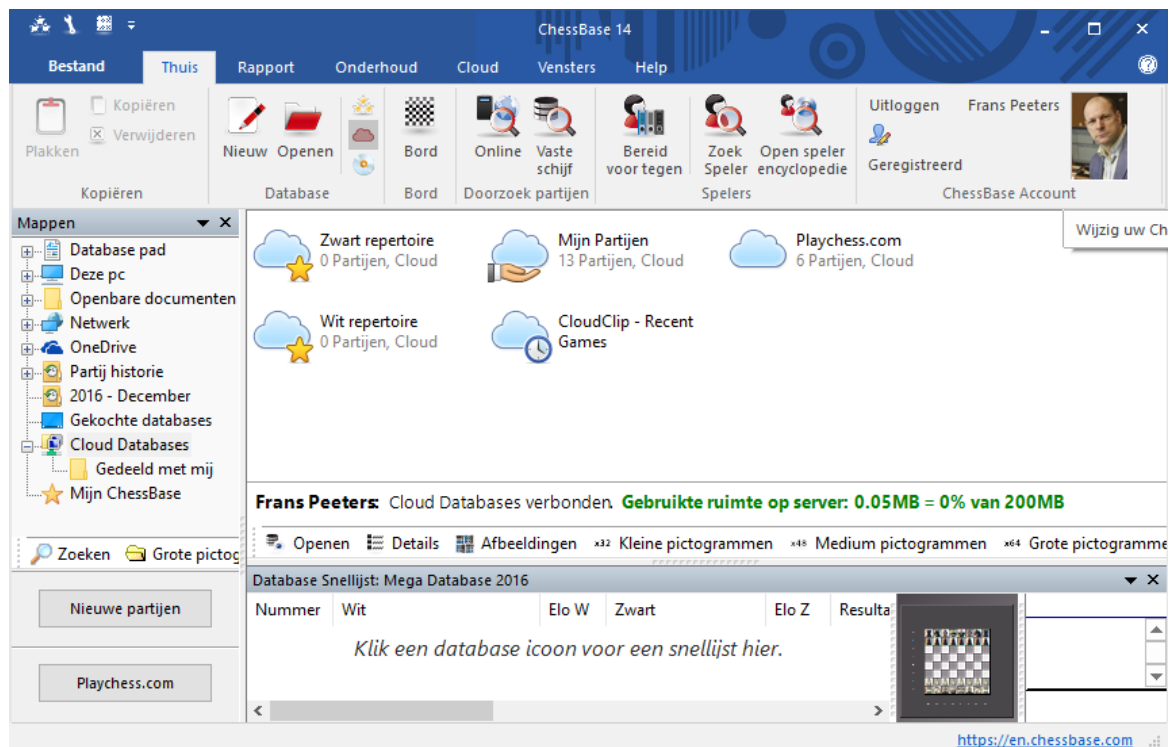 ChessBase 14
Bestand Thuis Rapport Onderhoud Cloud Vensters Help
Plakken
Kopiëren
Verwijderen
Kopiëren
Nieuw Openen
Database
Bord
Bord
Online Vaste schijf
Doorzoek partijen
Bereid voor tegen
Zoek Speler
Open speler encyclopedie
Spelers
Uitloggen Frans Peeters
Geregistreerd
ChessBase Account
Wijzig uw Ch
Mappen
Database pad
Deze pc
Openbare documenten
Netwerk
OneDrive
Partij historie
2016 - December
Gekochte databases
Cloud Databases
Gedeeld met mij
Mijn ChessBase
Zoeken Grote pictog
Nieuwe partijen
Playchess.com
Zwart repertoire
0 Partijen, Cloud
Mijn Partijen
13 Partijen, Cloud
Playchess.com
6 Partijen, Cloud
Wit repertoire
0 Partijen, Cloud
CloudClip - Recent
Games
Frans Peeters: Cloud Databases verbonden. Gebruikte ruimte op server: 0.05MB = 0% van 200MB
Openen Details Afbeeldingen x32 Kleine pictogrammen x48 Medium pictogrammen x64 Grote pictogramme
Database Snellijst: Mega Database 2016
Nummer Wit Elo W Zwart Elo Z Resulta
Klik een database icoon voor een snellijst hier.
https://en.chessbase.com